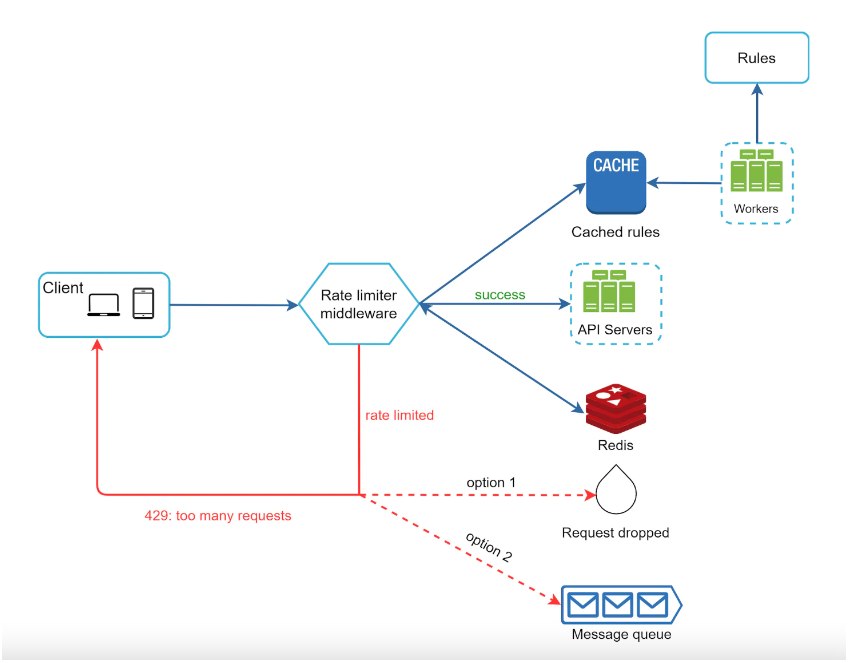 Rules
CACHE
Workers
Cached rules
Client
Rate limiter
middleware
success
API Servers
rate limited
Redis
option 1
429: too many requests
Request dropped
option 2
Message queue